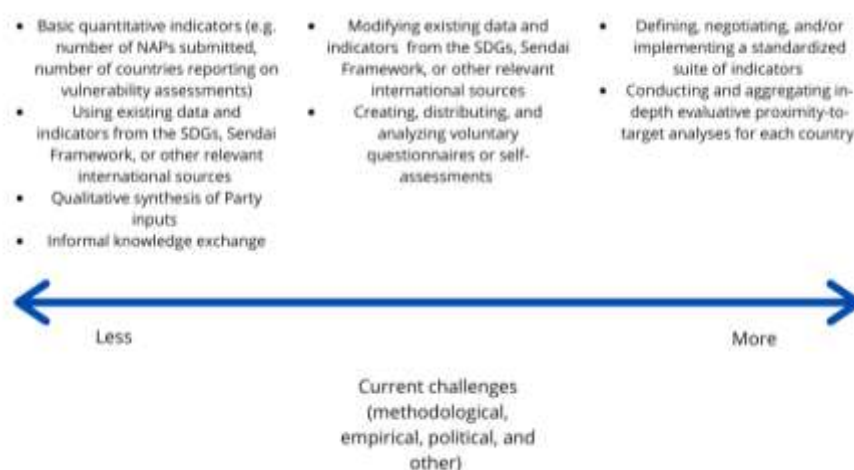 • Basic quantitative indicators (e.g.
number of NAPs submitted,
number of countries reporting on
vulnerability assessments)
• Using existing data and
indicators from the SDGs, Sendai
Framework, or other relevant
international sources
• Qualitative synthesis of Party
inputs
• Informal knowledge exchange
• Modifying existing data and
indicators from the SDGs, Sendai
Framework, or other relevant
international sources
• Creating, distributing, and
analyzing voluntary
questionnaires or self-
assessments
• Defining, negotiating, and/or
implementing a standardized
suite of indicators
• Conducting and aggregating in-
depth evaluative proximity-to-
target analyses for each country
Less
More
Current challenges
(methodological,
empirical, political, and
other)